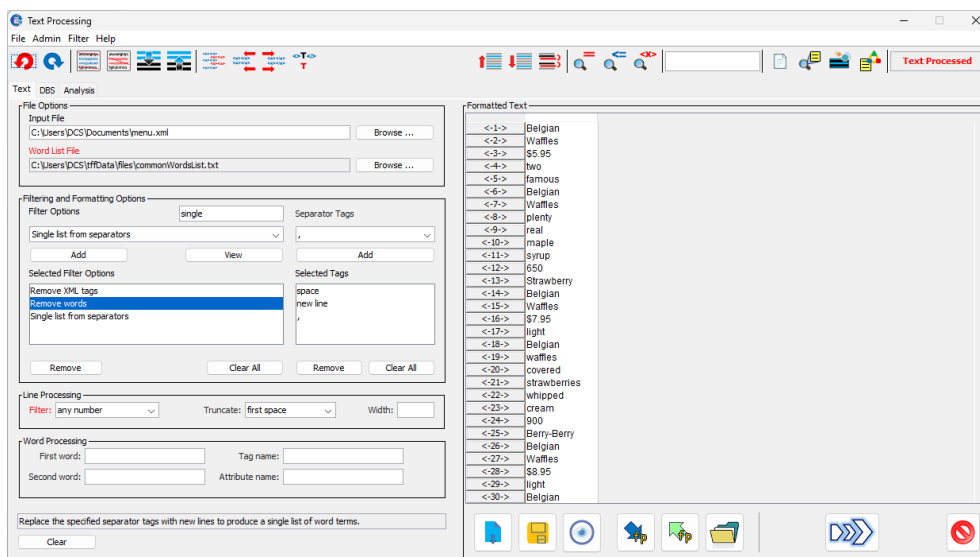 Text Processing
File Admin Filter Help
<T>
T
<=
<X>
Text Processed
Text DBS Analysis
File Options
Input File
C:\Users\DCS\Documents\menu.xml
Browse ...
Word List File
C:\Users\DCS\tffData\files\commonWordsList.txt
Browse ...
Filtering and Formatting Options
Filter Options
single
Separator Tags
Single list from separators
,
Add
View
Add
Selected Filter Options
Selected Tags
Remove XML tags
space
Remove words
new line
Single list from separators
,
Remove
Clear All
Remove
Clear All
Line Processing
Filter: any number
Truncate: first space
Width:
Word Processing
First word:
Tag name:
Second word:
Attribute name:
Replace the specified separator tags with new lines to produce a single list of word terms.
Clear
Formatted Text
<-1-> Belgian
<-2-> Waffles
<-3-> $5.95
<-4-> two
<-5-> famous
<-6-> Belgian
<-7-> Waffles
<-8-> plenty
<-9-> real
<-10-> maple
<-11-> syrup
<-12-> 650
<-13-> Strawberry
<-14-> Belgian
<-15-> Waffles
<-16-> $7.95
<-17-> light
<-18-> Belgian
<-19-> waffles
<-20-> covered
<-21-> strawberries
<-22-> whipped
<-23-> cream
<-24-> 900
<-25-> Berry-Berry
<-26-> Belgian
<-27-> Waffles
<-28-> $8.95
<-29-> light
<-30-> Belgian
fp
fp